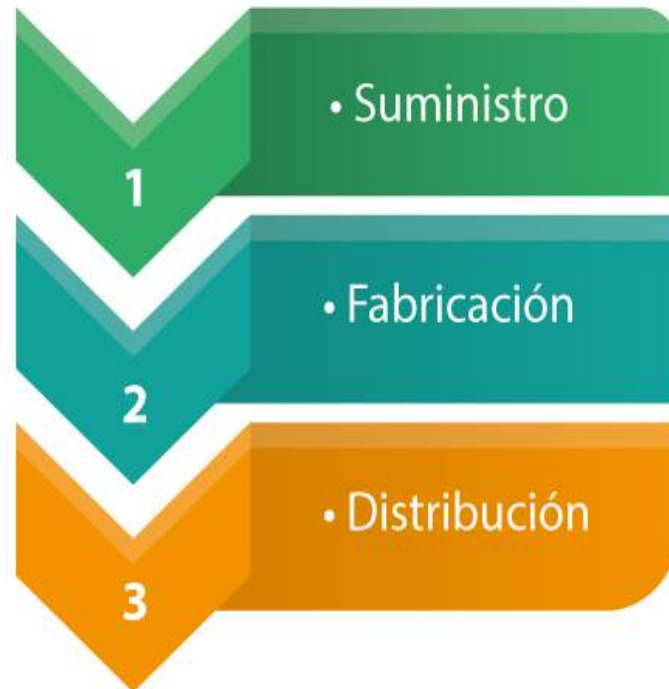 1
• Suministro
2
• Fabricación
3
• Distribución